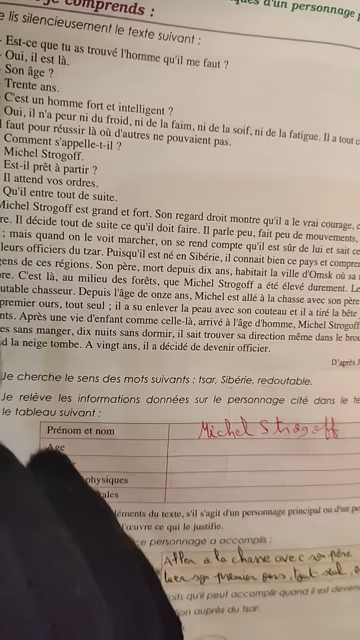 comprends :
d'un personnage
lis silencieusement le texte suivant :
- Est-ce que tu as trouvé l'homme qu'il me faut ?
- Oui, il est là.
- Son âge ?
- Trente ans.
C'est un homme fort et intelligent ?
Oui, il n'a peur ni du froid, ni de la faim, ni de la soif, ni de la fatigue. Il a tout
faut pour réussir là où d'autres ne pouvaient pas.
Comment s'appelle-t-il ?
Michel Strogoff.
Est-il prêt à partir ?
Il attend vos ordres.
Qu'il entre tout de suite.
Michel Strogoff est grand et fort. Son regard droit montre qu'il a le vrai courage,
re. Il décide tout de suite ce qu'il doit faire. Il parle peu, fait peu de mouvements,
; mais quand on le voit marcher, on se rend compte qu'il est sûr de lui et sait
leurs officiers du tzar. Puisqu'il est né en Sibérie, il connait bien ce pays et
gens de ces régions. Son père, mort depuis dix ans, habitait la ville d'Omsk où sa
re. C'est là, au milieu des forêts, que Michel Strogoff a été élevé durement. Le
utable chasseur. Depuis l'âge de onze ans, Michel est allé à la chasse avec son père
premier ours, tout seul ; il a su enlever la peau avec son couteau et il a tiré la bête
nts. Après une vie d'enfant comme celle-là, arrivé à l'âge d'homme, Michel Strogoff
es sans manger, dix nuits sans dormir, il sait trouver sa direction même dans le
d la neige tombe. A vingt ans, il a décidé de devenir officier.
D'après J
Je cherche le sens des mots suivants : tsar, Sibérie, redoutable.
Je relève les informations données sur le personnage cité dans le
le tableau suivant :
Prénom et nom Michel Strogoff
Age
physiques
ales
éments du texte, s'il s'agit d'un personnage principal ou d'un
l'œuvre ce qui le justifie.
ce personnage a accomplis :
Aller a la chasse avec son père
tuer son premier ours, tout seul,
oits qu'il peut accomplir quand il est
ion auprès du tsar.